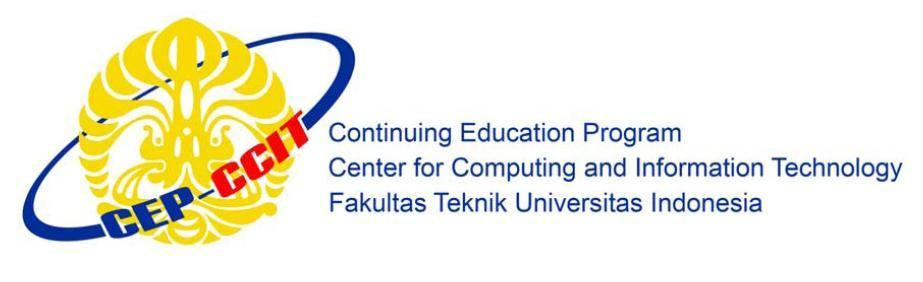 CEP-CCIT
Continuing Education Program
Center for Computing and Information Technology
Fakultas Teknik Universitas Indonesia